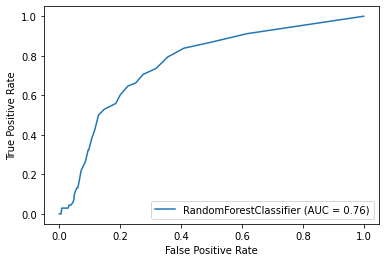 1.0
0.8
0.6
0.4
0.2
0.0
True Positive Rate
RandomForestClassifier (AUC = 0.76)
0.0 0.2 0.4 0.6 0.8 1.0
False Positive Rate